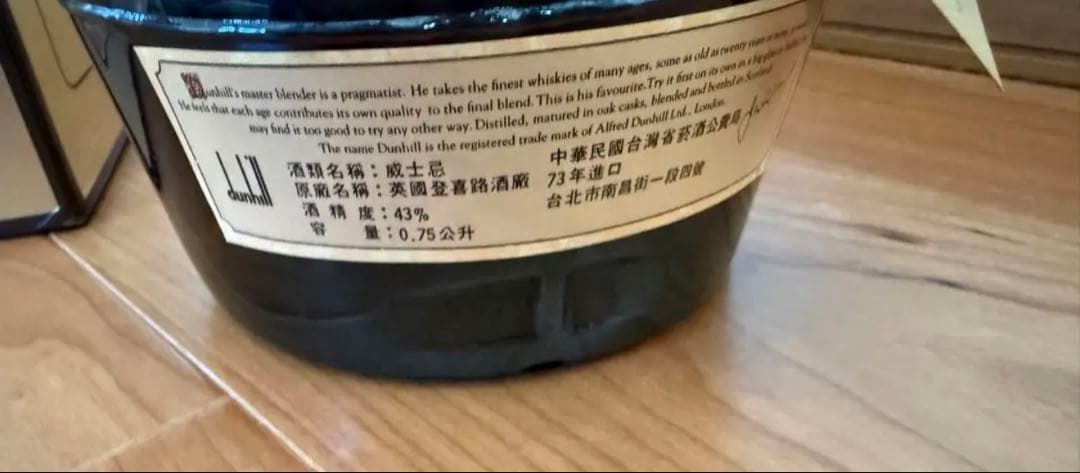 Dunhill's master blender is a pragmatist. He takes the finest whiskies of many ages, some as old as twenty years
He feels that each age contributes its own quality to the final blend. This is his favourite. Try it first on its own in a big
may find it too good to try any other way. Distilled, matured in oak casks, blended and bottled in Scotland
The name Dunhill is the registered trade mark of Alfred Dunhill Ltd., London.
dunhill
酒類名稱：威士忌
原廠名稱：英國登喜路酒廠
酒精度：43%
容量：0.75公升
中華民國台灣省菸酒公賣局
73年進口
台北市南昌街一段四號